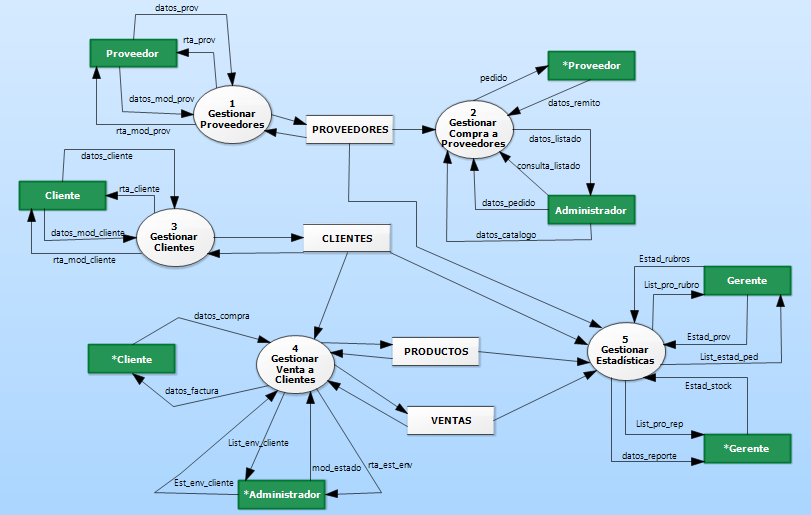 datos_prov
rta_prov
Proveedor
datos_mod_prov
rta_mod_prov
1
Gestionar
Proveedores
PROVEEDORES
pedido
*Proveedor
datos_remito
2
Gestionar
Compra a
Proveedores
datos_listado
consulta_listado
datos_pedido
Administrador
datos_catalogo
datos_cliente
rta_cliente
Cliente
datos_mod_cliente
rta_mod_cliente
3
Gestionar
Clientes
CLIENTES
Estad_rubros
Gerente
List_pro_rubro
Estad_prov
List_estad_ped
5
Gestionar
Estadísticas
datos_compra
*Cliente
datos_factura
4
Gestionar
Venta a
Clientes
PRODUCTOS
VENTAS
Estad_stock
List_pro_rep
*Gerente
datos_reporte
List_env_cliente
mod_estado
rta_est_env
Est_env_cliente
*Administrador